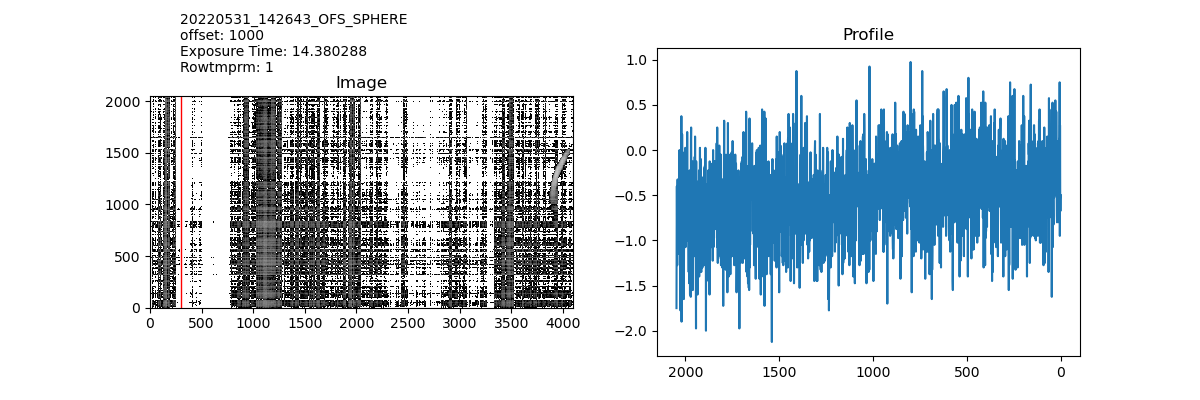 20220531_142643_OFS_SPHERE
offset: 1000
Exposure Time: 14.380288
Rowtmprm: 1
Image
2000
1500
1000
500
0
0 500 1000 1500 2000 2500 3000 3500 4000
Profile
1.0
0.5
0.0
−0.5
−1.0
−1.5
−2.0
2000 1500 1000 500 0